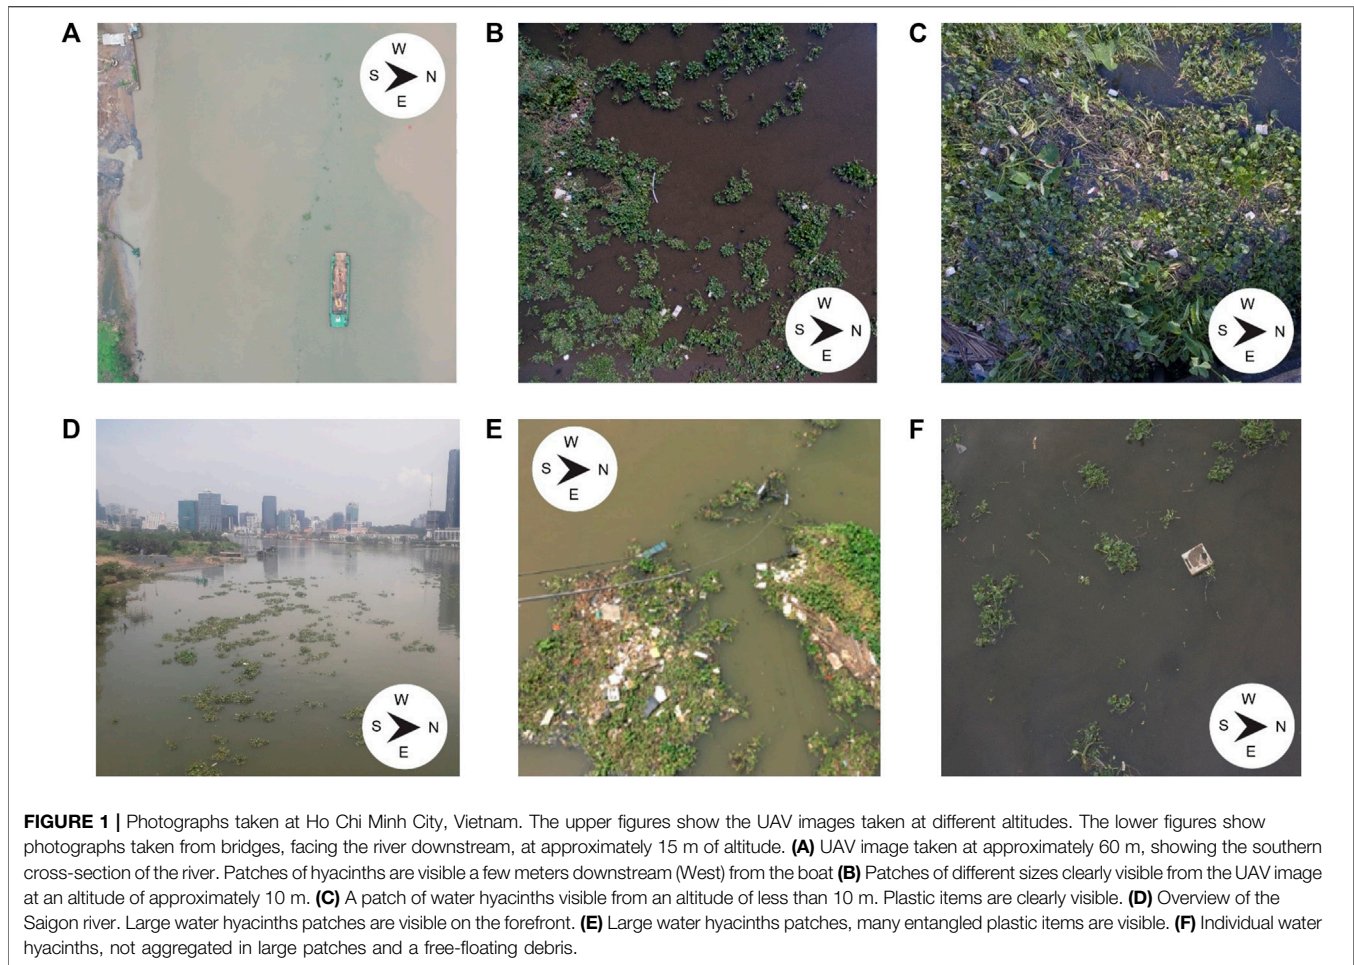 A
W
S N
E
B
W
S N
E
C
W
S N
E
D
W
S N
E
E
W
S N
E
F
W
S N
E
FIGURE 1 | Photographs taken at Ho Chi Minh City, Vietnam. The upper figures show the UAV images taken at different altitudes. The lower figures show
photographs taken from bridges, facing the river downstream, at approximately 15 m of altitude. (A) UAV image taken at approximately 60 m, showing the southern
cross-section of the river. Patches of hyacinths are visible a few meters downstream (West) from the boat (B) Patches of different sizes clearly visible from the UAV image
at an altitude of approximately 10 m. (C) A patch of water hyacinths visible from an altitude of less than 10 m. Plastic items are clearly visible. (D) Overview of the
Saigon river. Large water hyacinths patches are visible on the forefront. (E) Large water hyacinths patches, many entangled plastic items are visible. (F) Individual water
hyacinths, not aggregated in large patches and a free-floating debris.